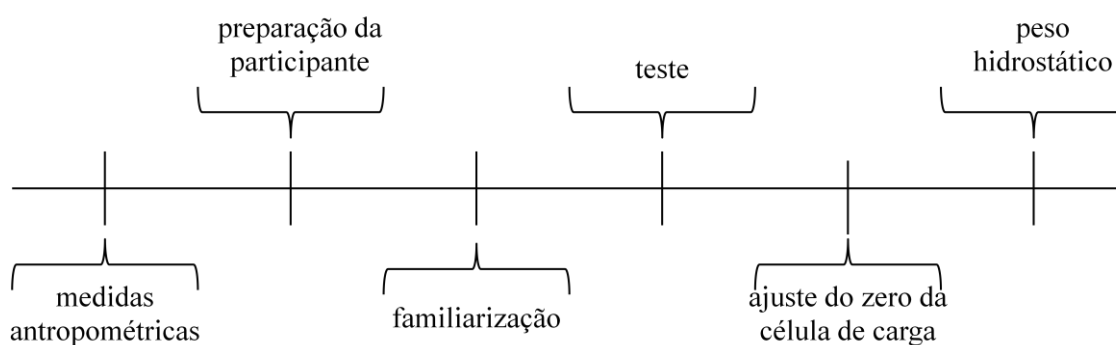 preparação da
participante
teste
peso
hidrostático
medidas
antropométricas
familiarização
ajuste do zero da
célula de carga